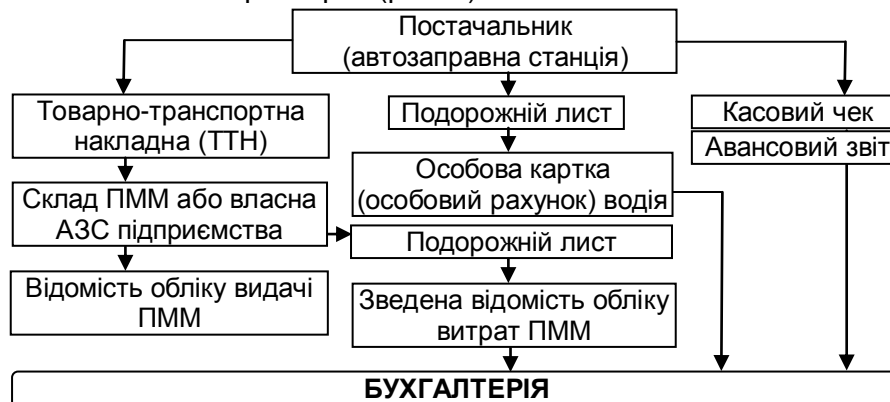 Постачальник
(автозаправна станція)
Товарно-транспортна
накладна (ТТН)
Подорожній лист
Касовий чек
Авансовий звіт
Особова картка
(особовий рахунок) водія
Склад ПММ або власна
АЗС підприємства
Подорожній лист
Відомість обліку видачі
ПММ
Зведена відомість обліку
витрат ПММ
БУХГАЛТЕРІЯ